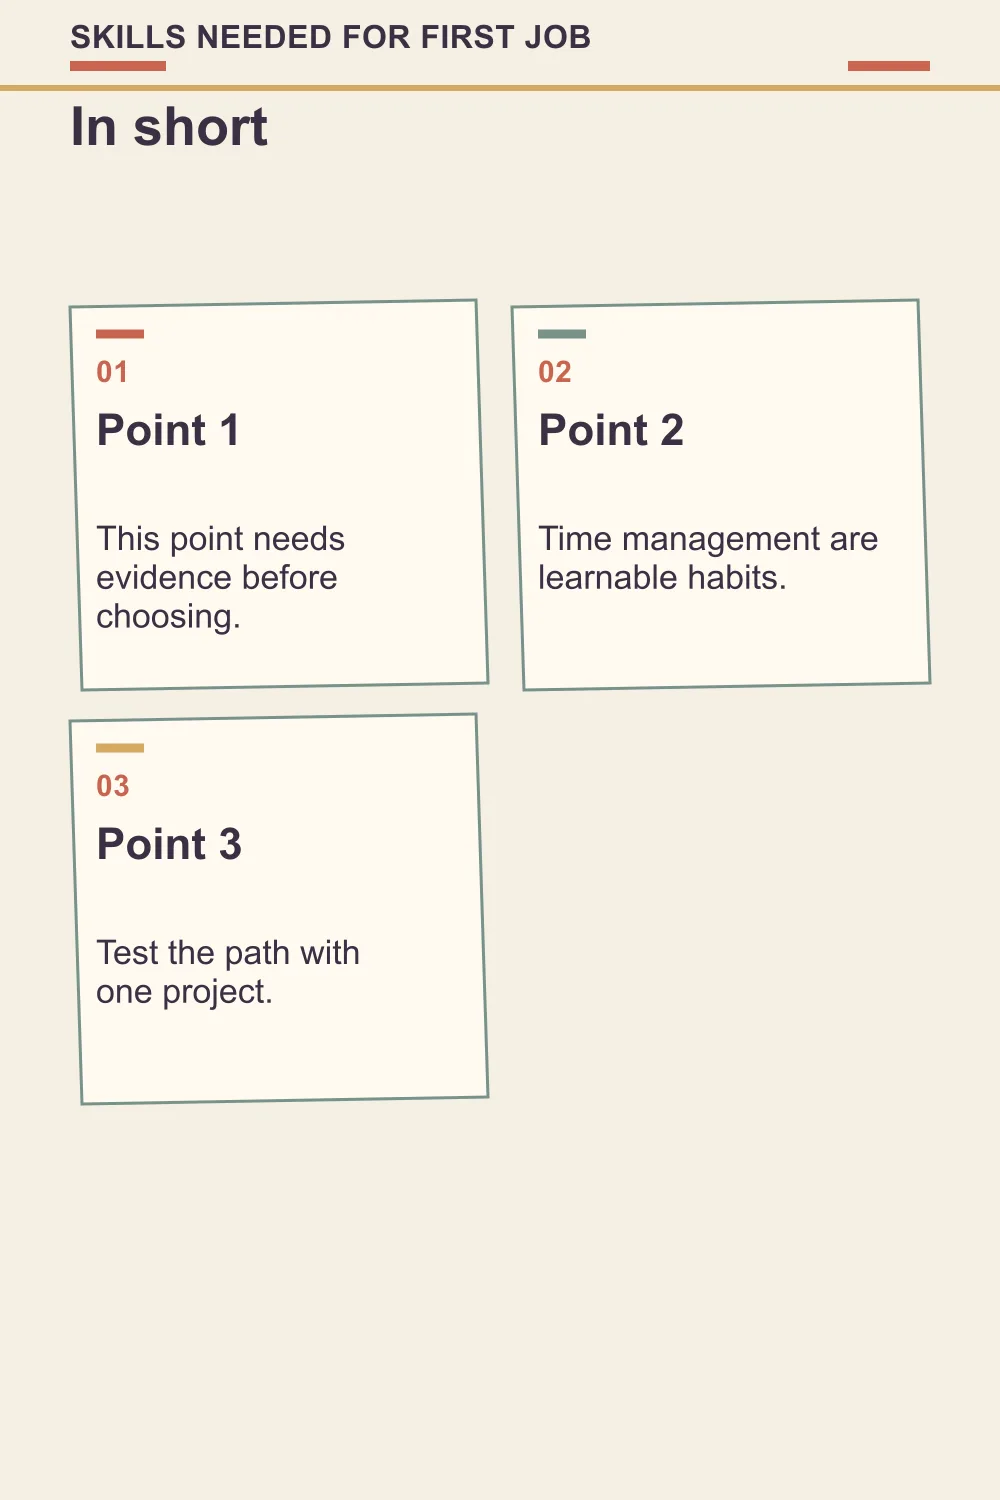 SKILLS NEEDED FOR FIRST JOB
In short
01
Point 1
This point needs
evidence before
choosing.
02
Point 2
Time management are
learnable habits.
03
Point 3
Test the path with
one project.